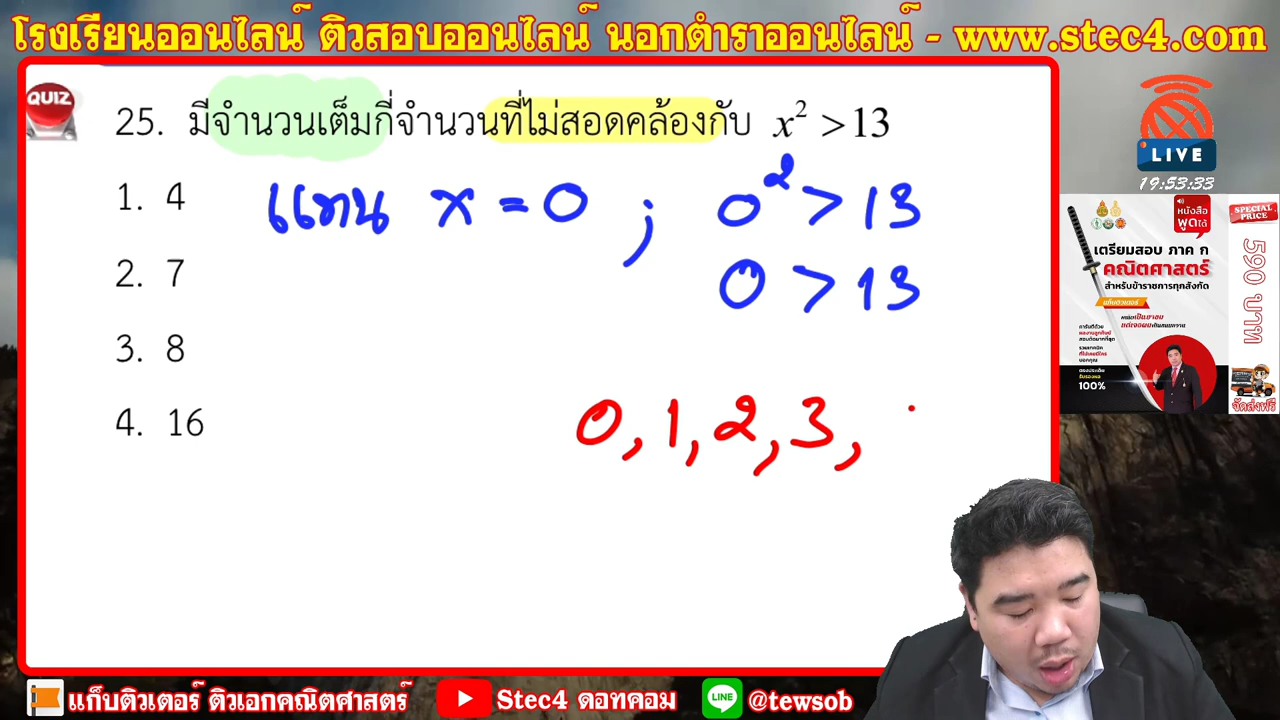 โรงเรียนออนไลน์ ติวสอบออนไลน์ นอกตำราออนไลน์ - www.stec4.com
QUIZ
25. มีจำนวนเต็มกี่จำนวนที่ไม่สอดคล้องกับ x² > 13
1. 4
2. 7
3. 8
4. 16
แทน x = 0 ; 0² > 13
0 > 13
0, 1, 2, 3,
LIVE
19:53:33
หนังสือ
พูดได้
เตรียมสอบ ภาค ก
คณิตศาสตร์
สำหรับข้าราชการทุกสังกัด
แก๊บติวเตอร์
100%
SPECIAL
PRICE
590 บาท
จัดส่งฟรี
แก๊บติวเตอร์ ติวเอกคณิตศาสตร์
Stec4 ดอทคอม
LINE
@tewsob